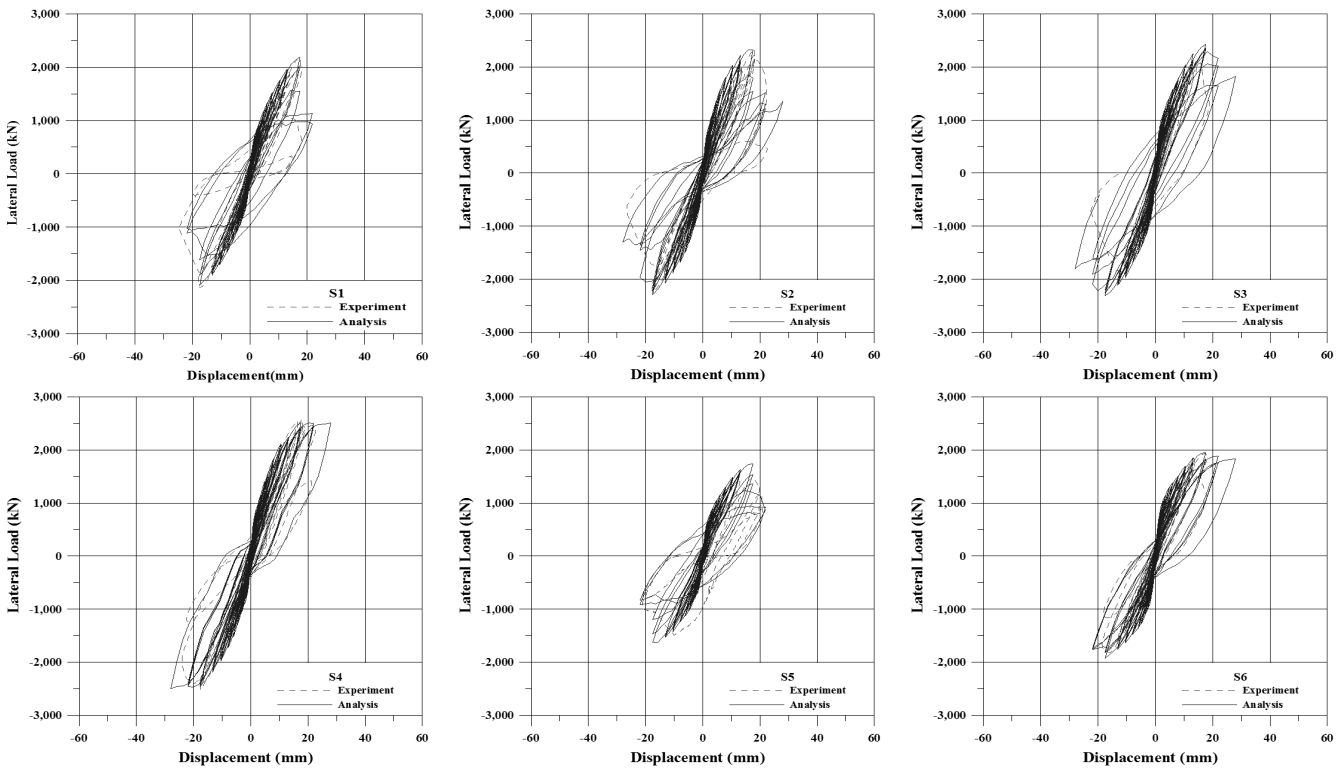 3,000
2,000
1,000
0
-1,000
-2,000
-3,000
Lateral Load (kN)
S1
Experiment
Analysis
-60 -40 -20 0 20 40 60
Displacement(mm)
3,000
2,000
1,000
0
-1,000
-2,000
-3,000
Lateral Load (kN)
S2
Experiment
Analysis
-60 -40 -20 0 20 40 60
Displacement (mm)
3,000
2,000
1,000
0
-1,000
-2,000
-3,000
Lateral Load (kN)
S3
Experiment
Analysis
-60 -40 -20 0 20 40 60
Displacement (mm)
3,000
2,000
1,000
0
-1,000
-2,000
-3,000
Lateral Load (kN)
S4
Experiment
Analysis
-60 -40 -20 0 20 40 60
Displacement (mm)
3,000
2,000
1,000
0
-1,000
-2,000
-3,000
Lateral Load (kN)
S5
Experiment
Analysis
-60 -40 -20 0 20 40 60
Displacement (mm)
3,000
2,000
1,000
0
-1,000
-2,000
-3,000
Lateral Load (kN)
S6
Experiment
Analysis
-60 -40 -20 0 20 40 60
Displacement (mm)